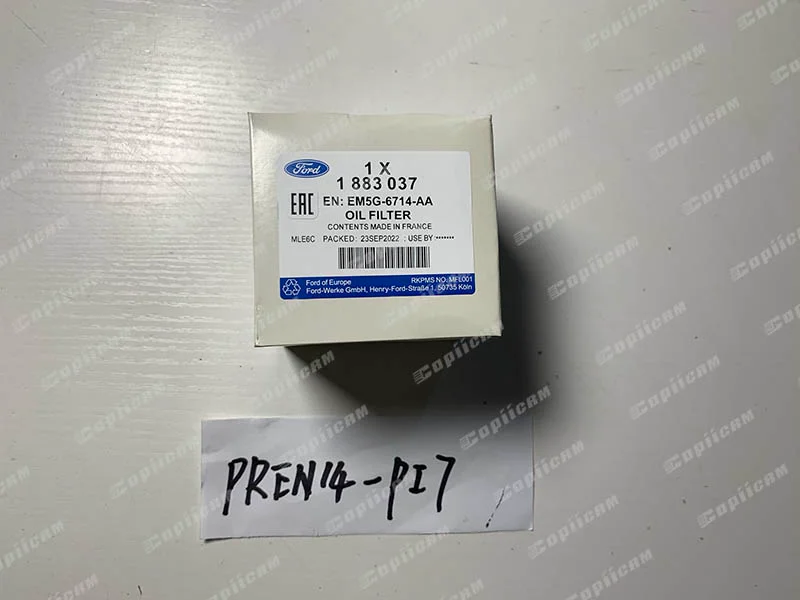 Ford
1 X
1 883 037
EAC
EN: EM5G-6714-AA
OIL FILTER
CONTENTS MADE IN FRANCE
MLE6C PACKED: 23SEP2022 ; USE BY :*******
Ford of Europe RKPMS NO. MFL001
Ford-Werke GmbH, Henry-Ford-Straße 1, 50735 Köln
PREN14-PI7
Copiicam